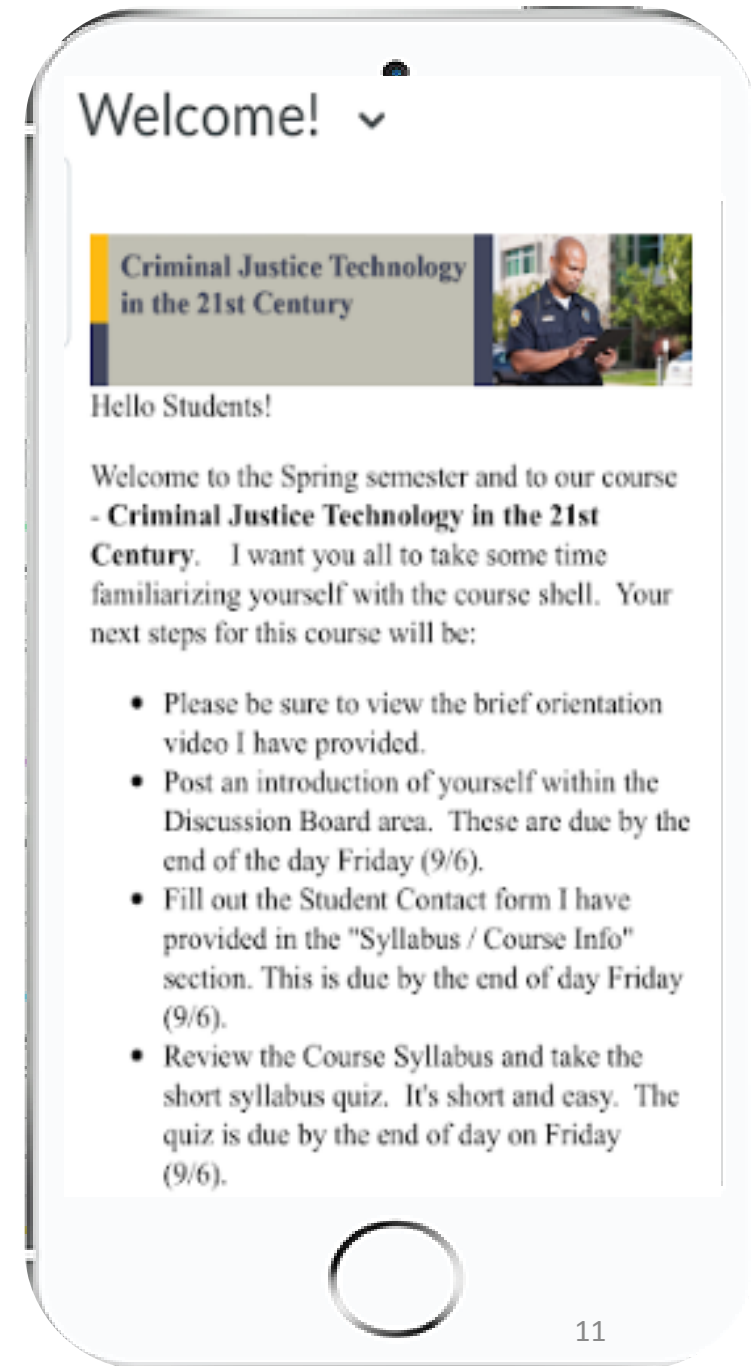 Welcome!
Criminal Justice Technology
in the 21st Century
Hello Students!
Welcome to the Spring semester and to our course
- Criminal Justice Technology in the 21st
Century.    I want you all to take some time
familiarizing yourself with the course shell.  Your
next steps for this course will be:
• Please be sure to view the brief orientation
video I have provided.
• Post an introduction of yourself within the
Discussion Board area.  These are due by the
end of the day Friday (9/6).
• Fill out the Student Contact form I have
provided in the "Syllabus / Course Info"
section. This is due by the end of day Friday
(9/6).
• Review the Course Syllabus and take the
short syllabus quiz.  It's short and easy.  The
quiz is due by the end of day on Friday
(9/6).
11